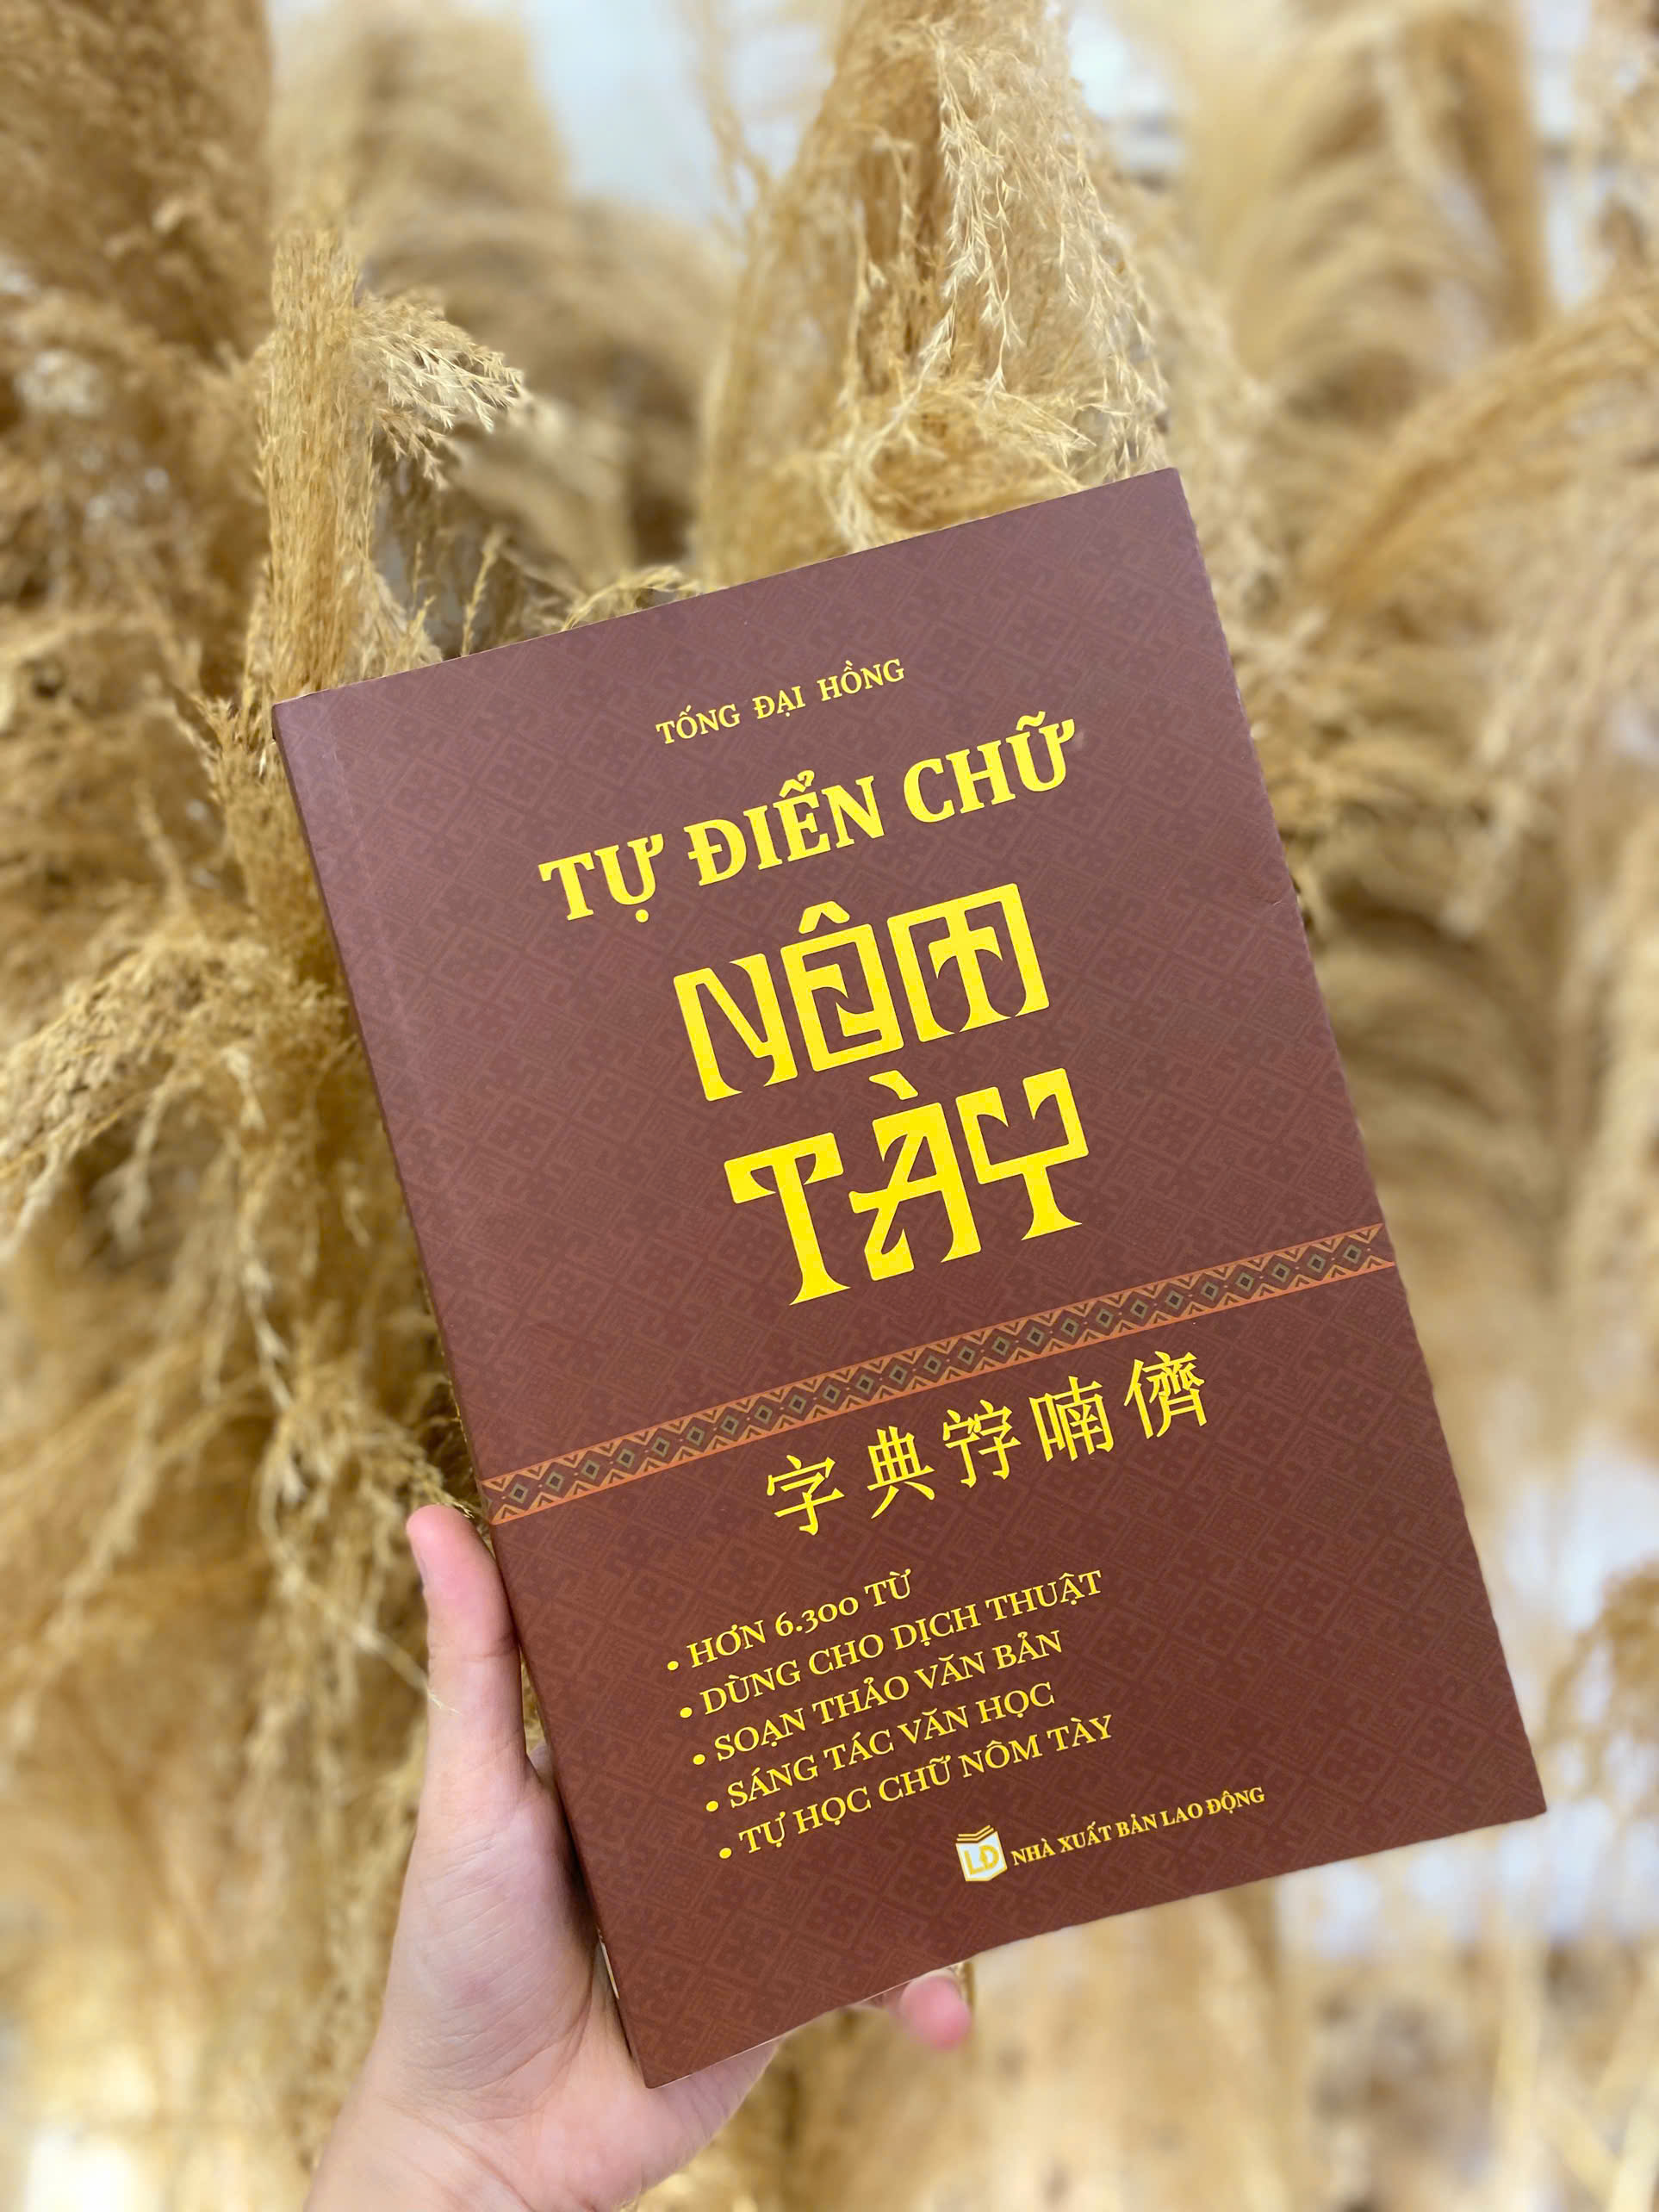 TỐNG ĐẠI HỒNG
TỰ ĐIỂN CHỮ
NÔM
TÀY
字典𡨸喃儕
• HƠN 6.300 TỪ
• DÙNG CHO DỊCH THUẬT
• SOẠN THẢO VĂN BẢN
• SÁNG TÁC VĂN HỌC
• TỰ HỌC CHỮ NÔM TÀY
LĐ NHÀ XUẤT BẢN LAO ĐỘNG